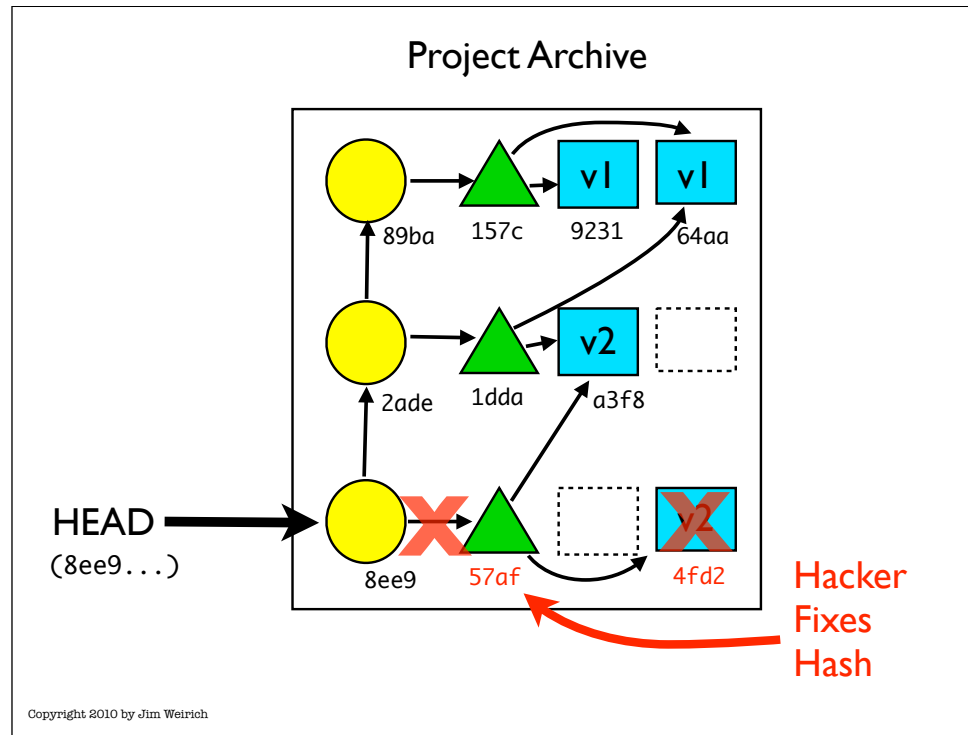 Project Archive
v1
v1
89ba
157c
9231
64aa
v2
2ade
1dda
a3f8
HEAD
(8ee9...)
v2
8ee9
57af
4fd2
Hacker
Fixes
Hash
Copyright 2010 by Jim Weirich